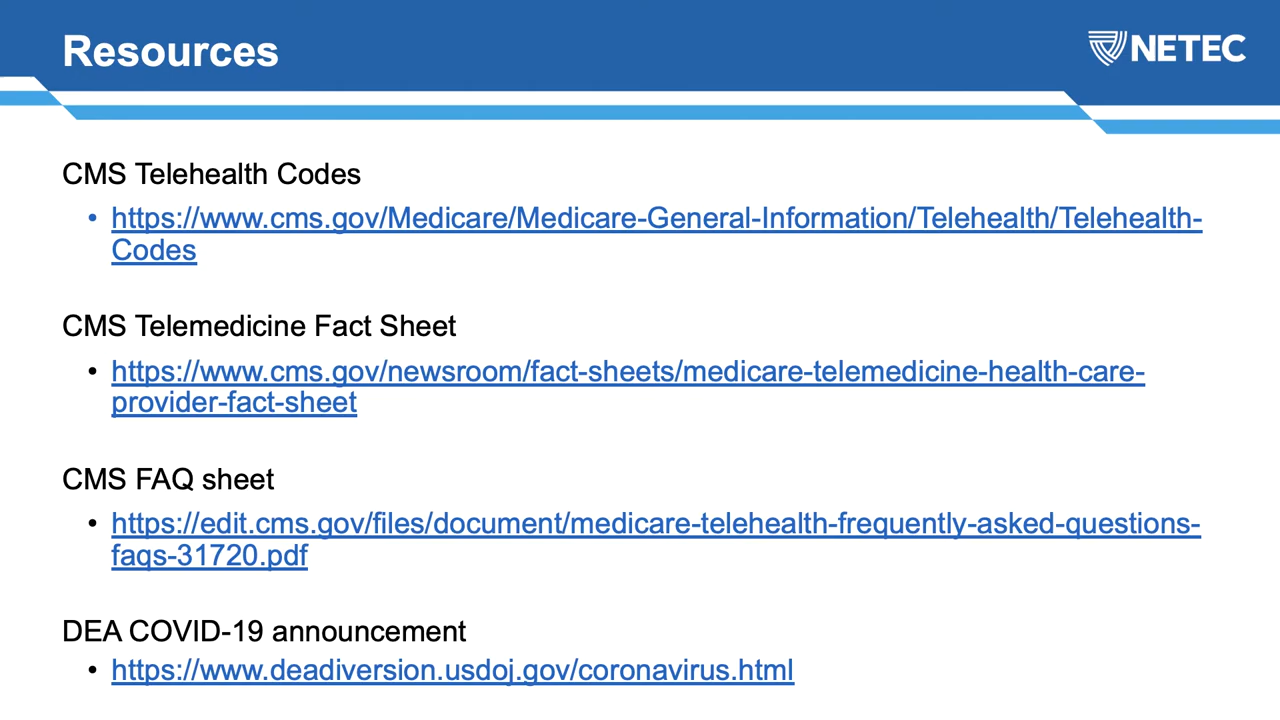 Resources
NETEC
CMS Telehealth Codes
• https://www.cms.gov/Medicare/Medicare-General-Information/Telehealth/Telehealth-
Codes
CMS Telemedicine Fact Sheet
• https://www.cms.gov/newsroom/fact-sheets/medicare-telemedicine-health-care-
provider-fact-sheet
CMS FAQ sheet
• https://edit.cms.gov/files/document/medicare-telehealth-frequently-asked-questions-
faqs-31720.pdf
DEA COVID-19 announcement
• https://www.deadiversion.usdoj.gov/coronavirus.html